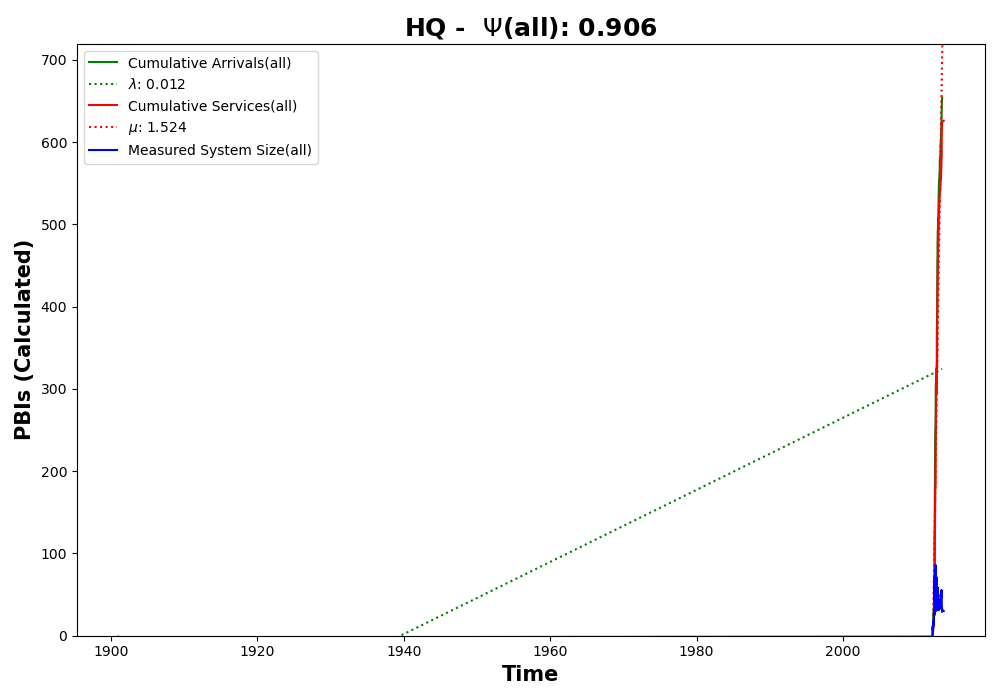 HQ - Ψ(all): 0.906
Cumulative Arrivals(all)
λ: 0.012
Cumulative Services(all)
μ: 1.524
Measured System Size(all)
PBIs (Calculated)
700
600
500
400
300
200
100
0
1900 1920 1940 1960 1980 2000
Time